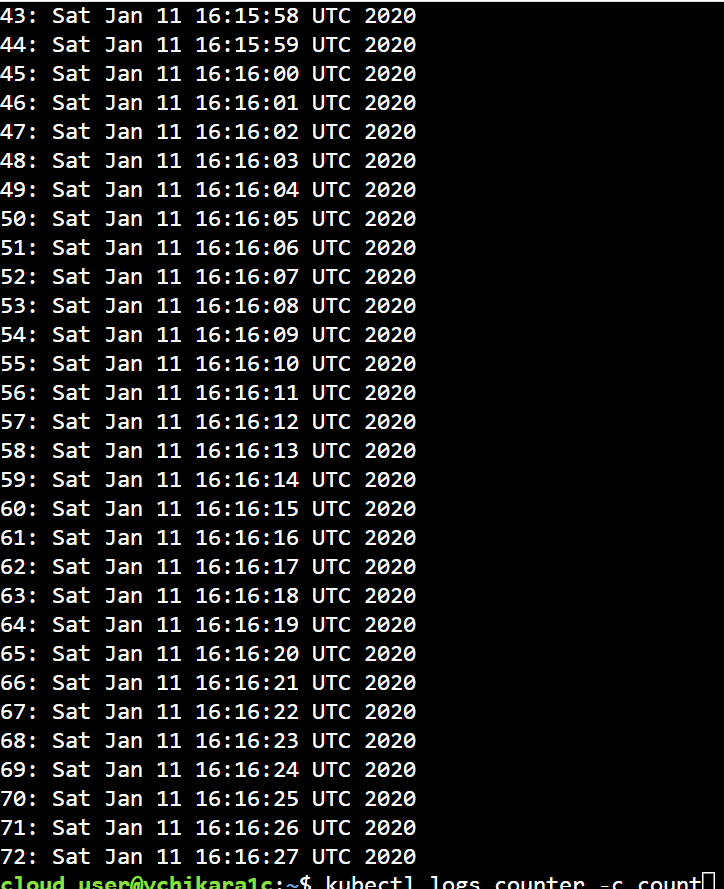 43: Sat Jan 11 16:15:58 UTC 2020
44: Sat Jan 11 16:15:59 UTC 2020
45: Sat Jan 11 16:16:00 UTC 2020
46: Sat Jan 11 16:16:01 UTC 2020
47: Sat Jan 11 16:16:02 UTC 2020
48: Sat Jan 11 16:16:03 UTC 2020
49: Sat Jan 11 16:16:04 UTC 2020
50: Sat Jan 11 16:16:05 UTC 2020
51: Sat Jan 11 16:16:06 UTC 2020
52: Sat Jan 11 16:16:07 UTC 2020
53: Sat Jan 11 16:16:08 UTC 2020
54: Sat Jan 11 16:16:09 UTC 2020
55: Sat Jan 11 16:16:10 UTC 2020
56: Sat Jan 11 16:16:11 UTC 2020
57: Sat Jan 11 16:16:12 UTC 2020
58: Sat Jan 11 16:16:13 UTC 2020
59: Sat Jan 11 16:16:14 UTC 2020
60: Sat Jan 11 16:16:15 UTC 2020
61: Sat Jan 11 16:16:16 UTC 2020
62: Sat Jan 11 16:16:17 UTC 2020
63: Sat Jan 11 16:16:18 UTC 2020
64: Sat Jan 11 16:16:19 UTC 2020
65: Sat Jan 11 16:16:20 UTC 2020
66: Sat Jan 11 16:16:21 UTC 2020
67: Sat Jan 11 16:16:22 UTC 2020
68: Sat Jan 11 16:16:23 UTC 2020
69: Sat Jan 11 16:16:24 UTC 2020
70: Sat Jan 11 16:16:25 UTC 2020
71: Sat Jan 11 16:16:26 UTC 2020
72: Sat Jan 11 16:16:27 UTC 2020
cloud_user@vchikara1c:~$ kubectl logs counter -c count